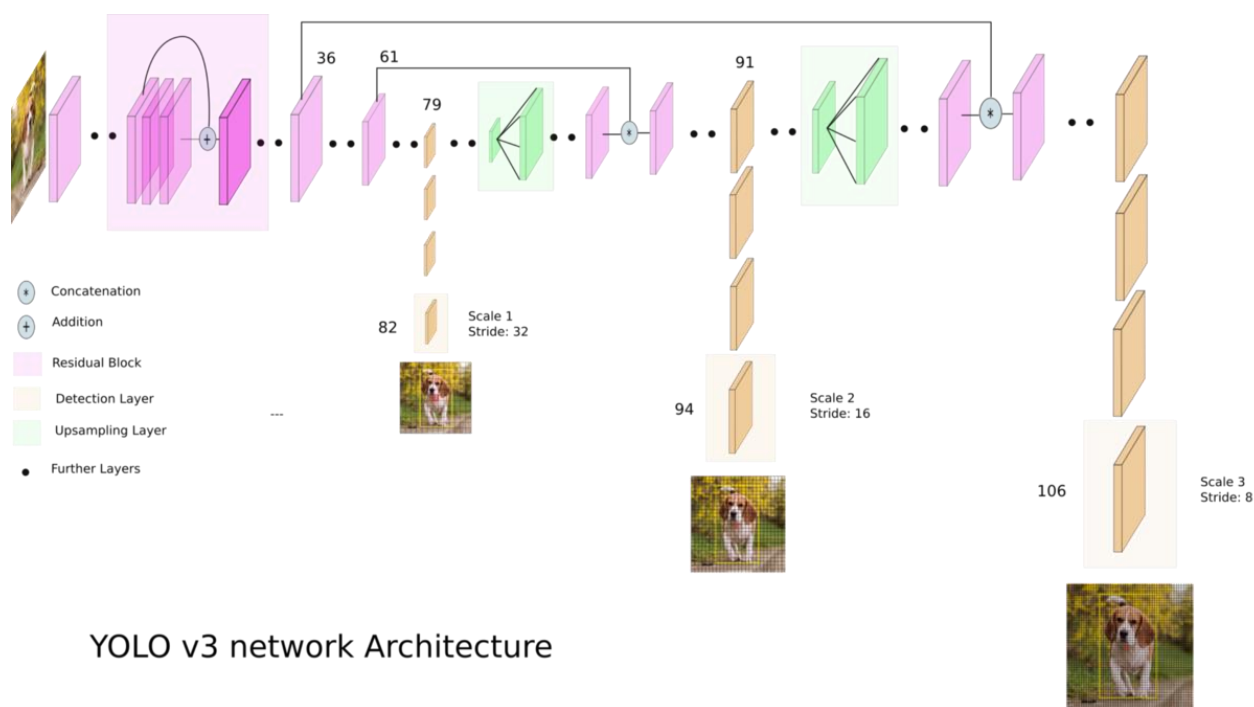 36
61
91
79
+
*
*
* Concatenation
+ Addition
Residual Block
Detection Layer
Upsampling Layer
Further Layers
---
82
Scale 1
Stride: 32
94
Scale 2
Stride: 16
106
Scale 3
Stride: 8
YOLO v3 network Architecture